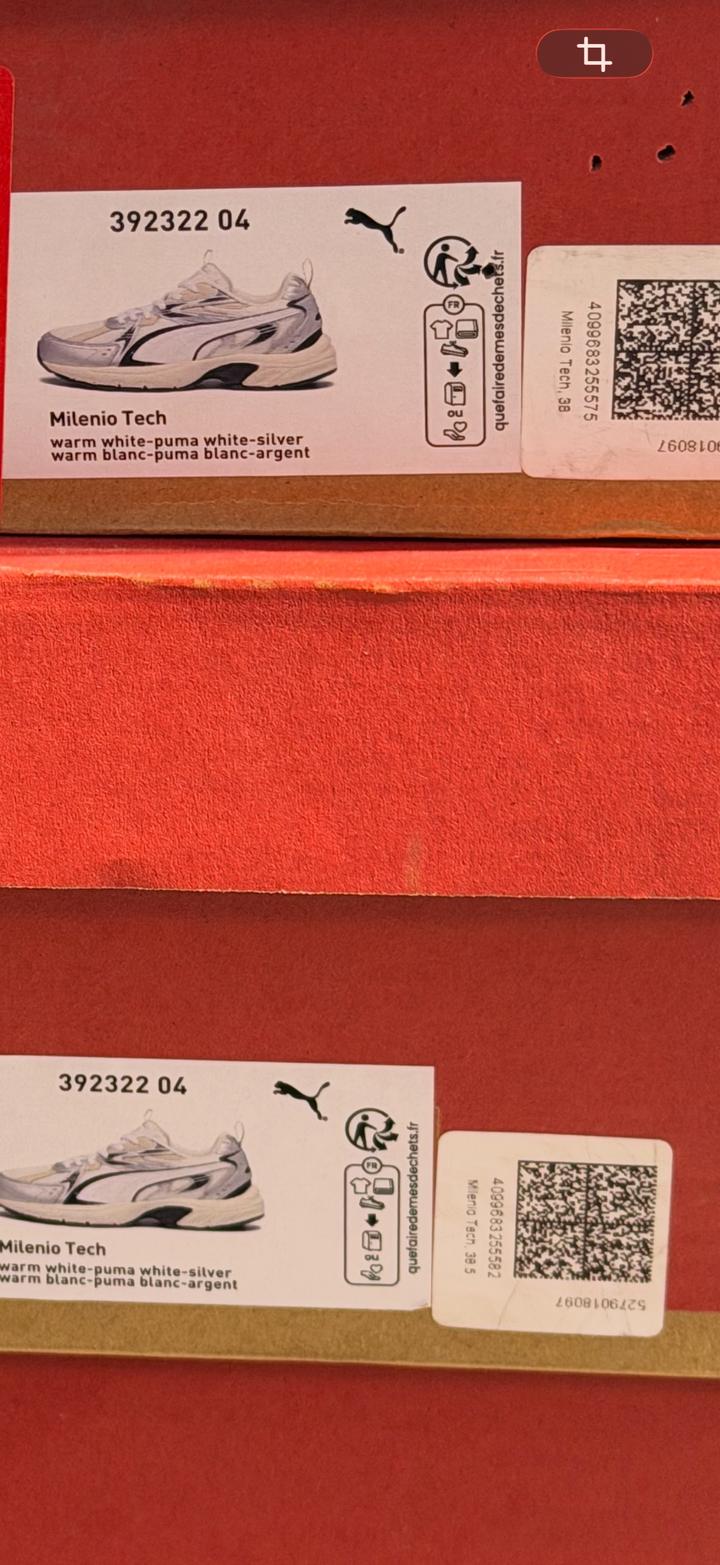 392322 04
FR
ou
quefairedemesdechets.fr
Milenio Tech
warm white-puma white-silver
warm blanc-puma blanc-argent
4099683255575
Milenio Tech, 38
392322 04
FR
ou
quefairedemesdechets.fr
Milenio Tech
warm white-puma white-silver
warm blanc-puma blanc-argent
4099683255582
Milenio Tech, 38.5
5279018097